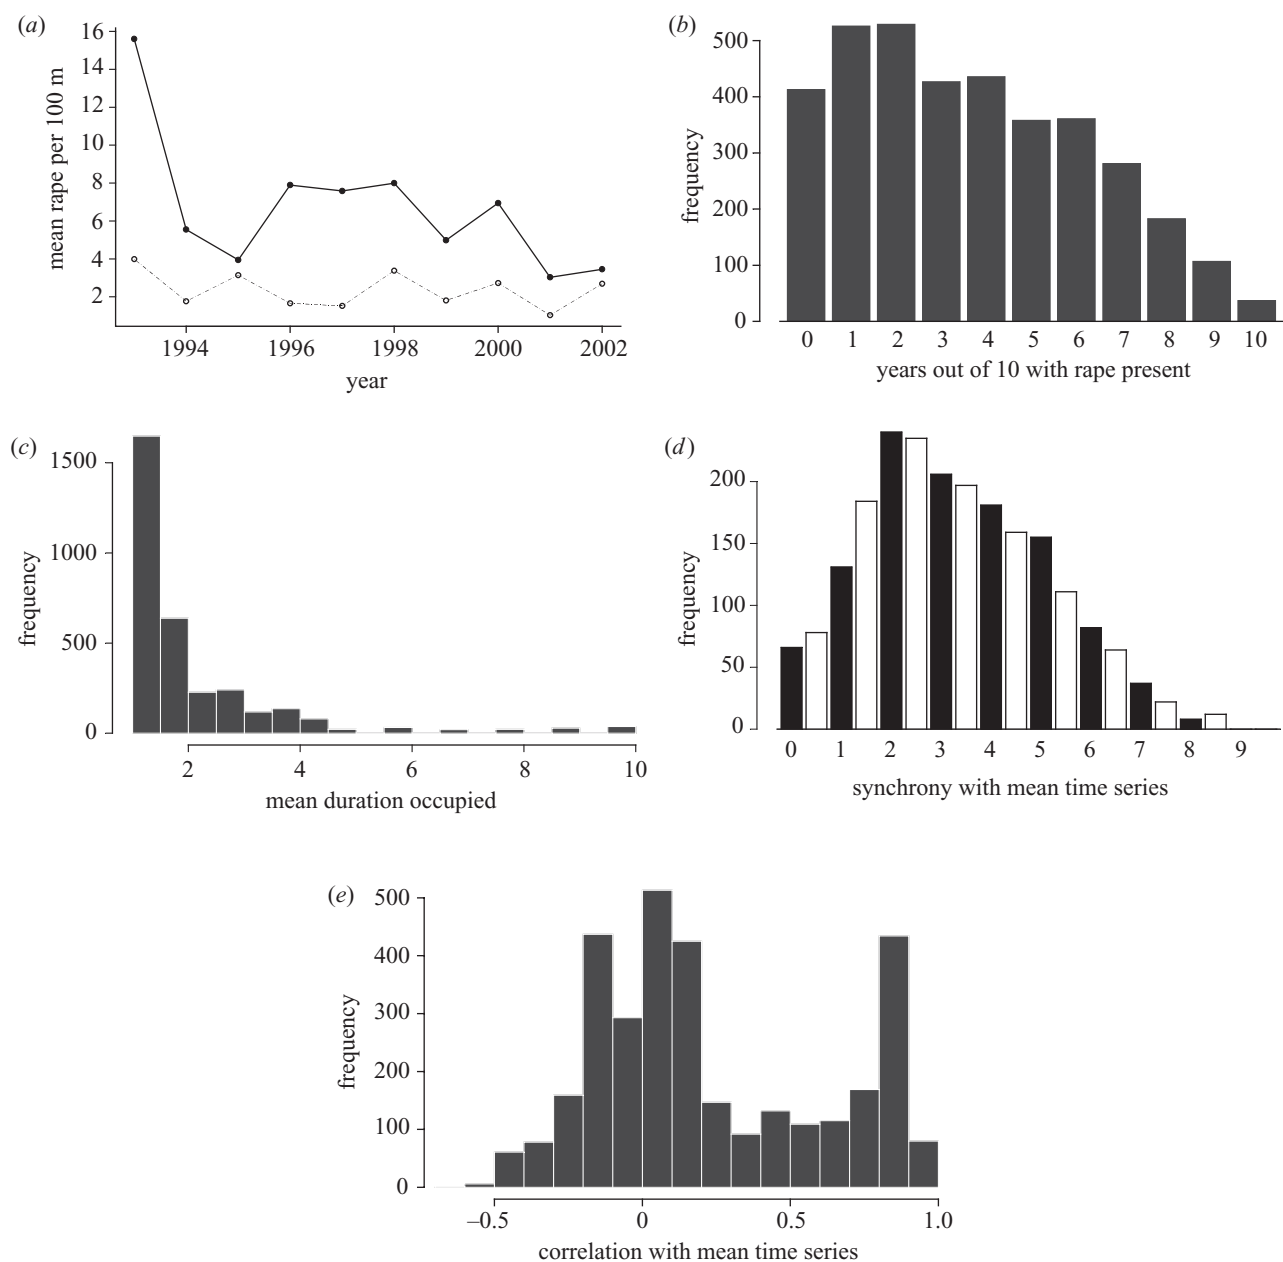 (a)
16
14
12
10
8
6
4
2
mean rape per 100 m
1994 1996 1998 2000 2002
year
(b)
500
400
300
200
100
0
frequency
0 1 2 3 4 5 6 7 8 9 10
years out of 10 with rape present
(c)
1500
1000
500
0
frequency
2 4 6 8 10
mean duration occupied
(d)
200
150
100
50
0
frequency
0 1 2 3 4 5 6 7 8 9
synchrony with mean time series
(e)
500
400
300
200
100
0
frequency
–0.5 0 0.5 1.0
correlation with mean time series